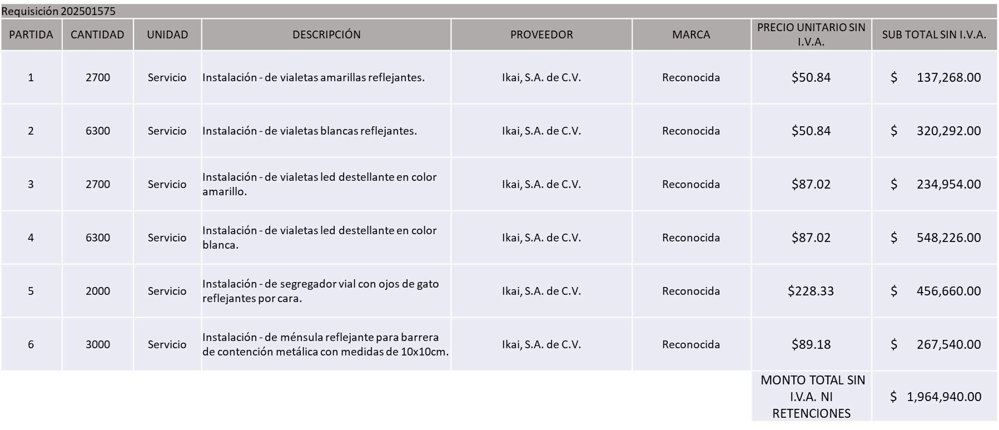 Requisición 202501575
PARTIDA CANTIDAD UNIDAD DESCRIPCIÓN PROVEEDOR MARCA PRECIO UNITARIO SIN I.V.A. SUB TOTAL SIN I.V.A.
1 2700 Servicio Instalación - de vialetas amarillas reflejantes. Ikai, S.A. de C.V. Reconocida $50.84 $ 137,268.00
2 6300 Servicio Instalación - de vialetas blancas reflejantes. Ikai, S.A. de C.V. Reconocida $50.84 $ 320,292.00
3 2700 Servicio Instalación - de vialetas led destellante en color amarillo. Ikai, S.A. de C.V. Reconocida $87.02 $ 234,954.00
4 6300 Servicio Instalación - de vialetas led destellante en color blanca. Ikai, S.A. de C.V. Reconocida $87.02 $ 548,226.00
5 2000 Servicio Instalación - de segregador vial con ojos de gato reflejantes por cara. Ikai, S.A. de C.V. Reconocida $228.33 $ 456,660.00
6 3000 Servicio Instalación - de ménsula reflejante para barrera de contención metálica con medidas de 10x10cm. Ikai, S.A. de C.V. Reconocida $89.18 $ 267,540.00
MONTO TOTAL SIN I.V.A. NI RETENCIONES $ 1,964,940.00